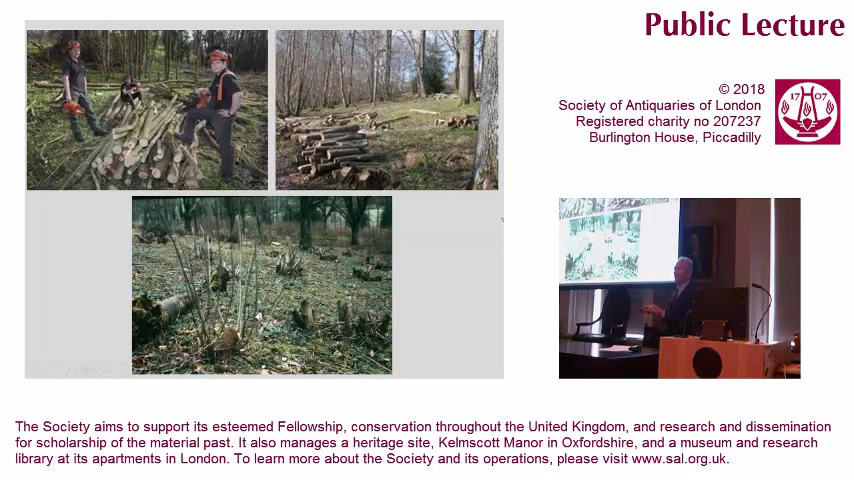 Public Lecture
© 2018
Society of Antiquaries of London
Registered charity no 207237
Burlington House, Piccadilly
17 07
The Society aims to support its esteemed Fellowship, conservation throughout the United Kingdom, and research and dissemination
for scholarship of the material past. It also manages a heritage site, Kelmscott Manor in Oxfordshire, and a museum and research
library at its apartments in London. To learn more about the Society and its operations, please visit www.sal.org.uk.